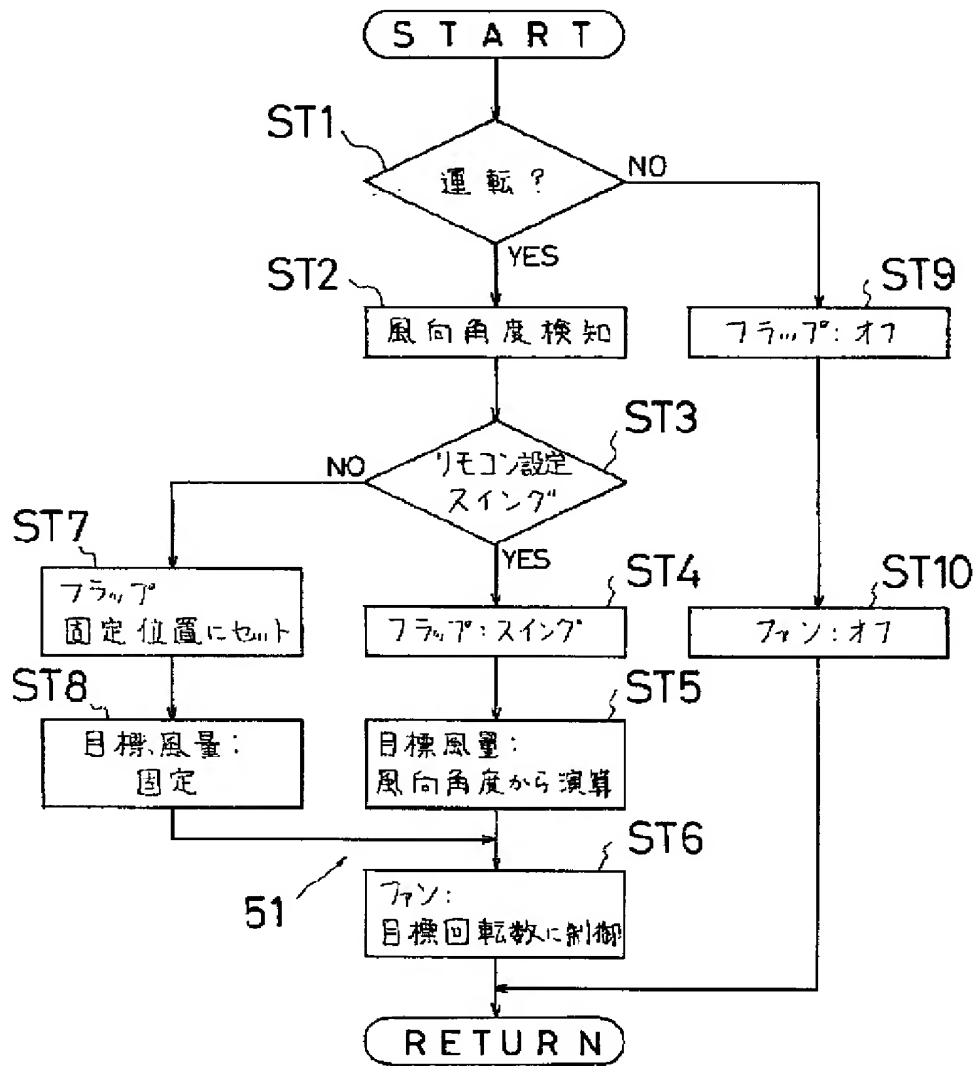 START
ST1
運転?
NO
YES
ST2
風向角度検知
ST9
フラップ:オフ
ST3
リモコン設定
スイング
NO
YES
ST7
フラップ
固定位置にセット
ST4
フラップ:スイング
ST10
ファン:オフ
ST8
目標風量:
固定
ST5
目標風量:
風向角度から演算
51
ST6
ファン:
目標回転数に制御
RETURN